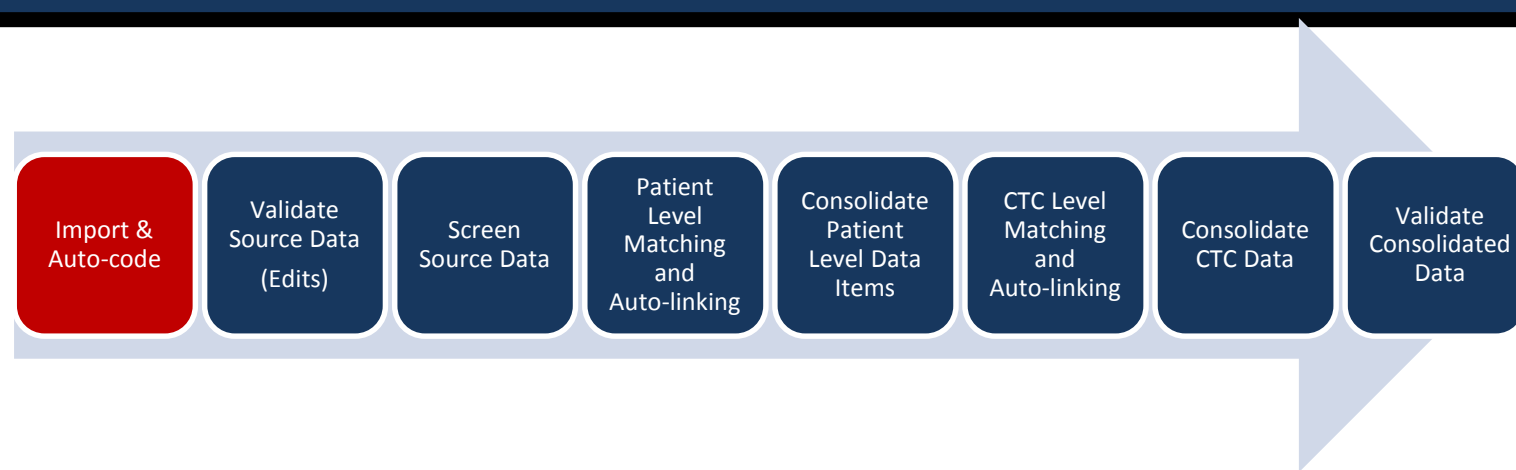 Import &
Auto-code
Validate
Source Data
(Edits)
Screen
Source Data
Patient
Level
Matching
and
Auto-linking
Consolidate
Patient
Level Data
Items
CTC Level
Matching
and
Auto-linking
Consolidate
CTC Data
Validate
Consolidated
Data